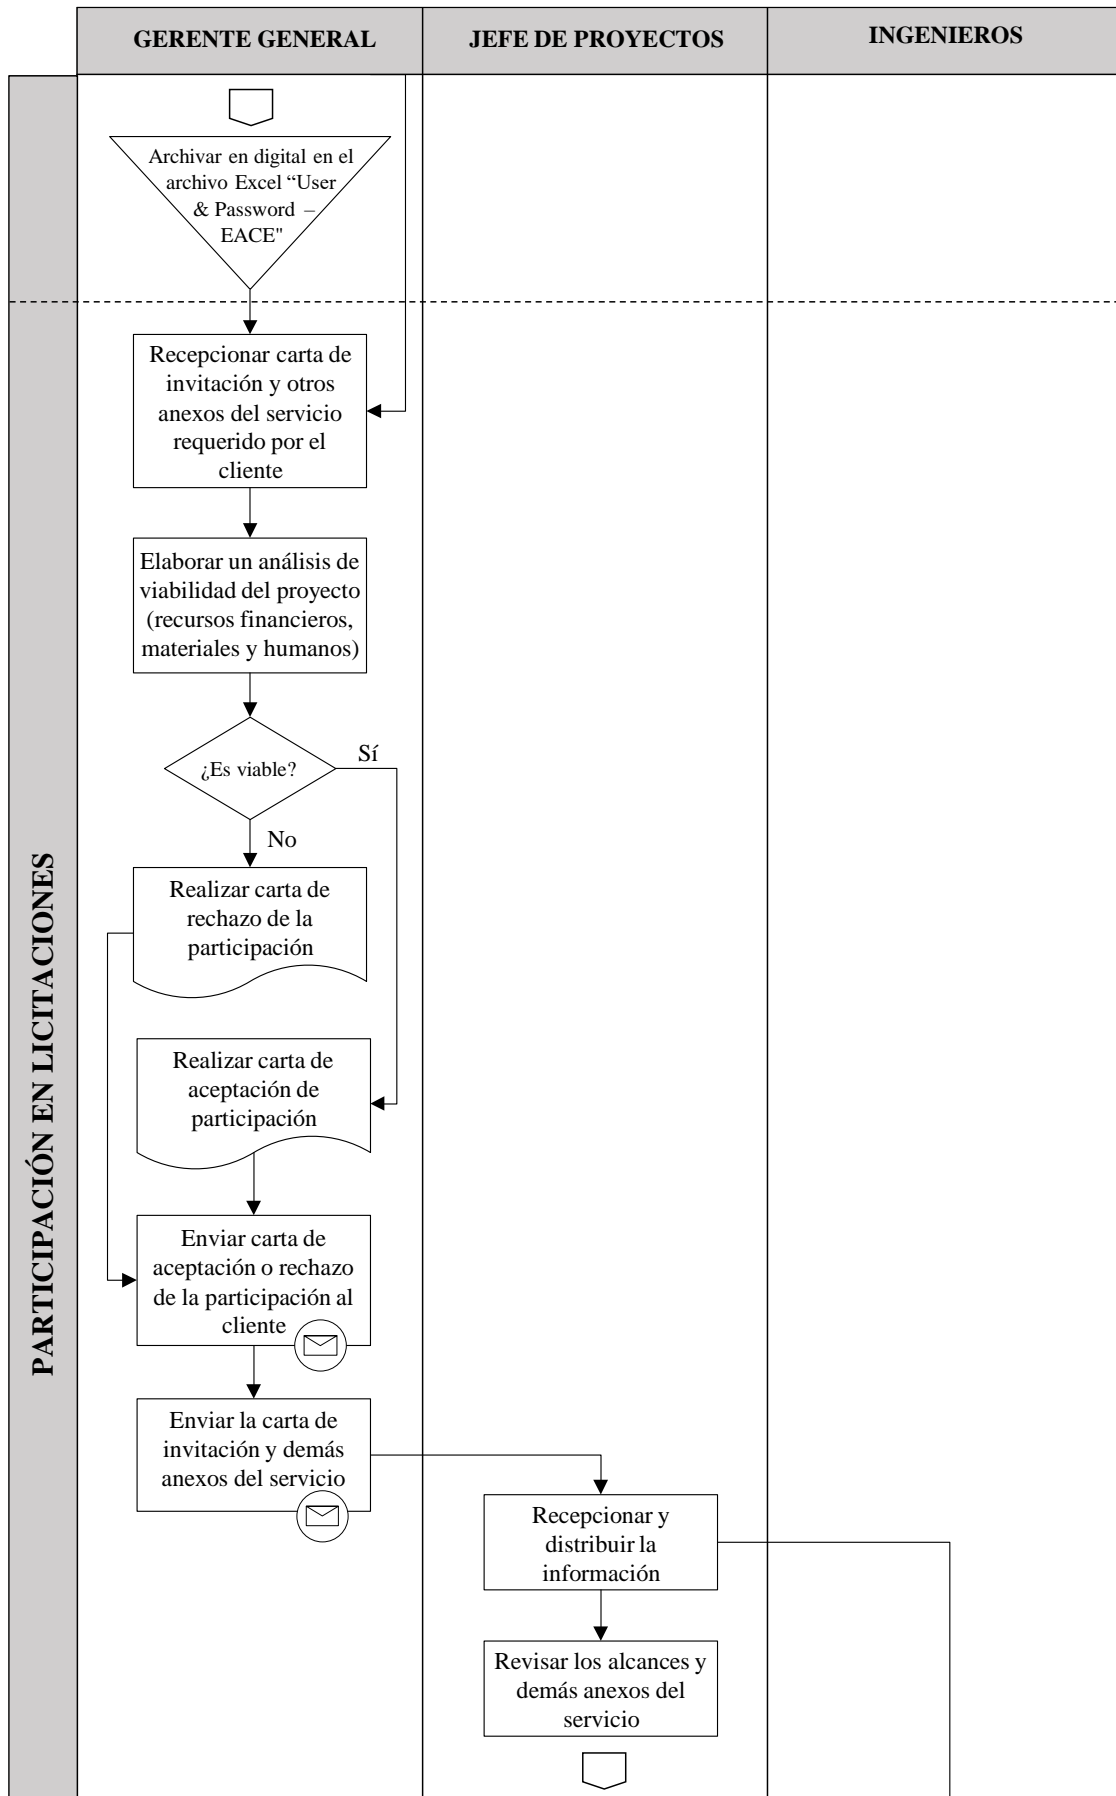 GERENTE GENERAL
JEFE DE PROYECTOS
INGENIEROS
Archivar en digital en el
archivo Excel “User
& Password –
EACE"
Recepcionar carta de
invitación y otros
anexos del servicio
requerido por el
cliente
Elaborar un análisis de
viabilidad del proyecto
(recursos financieros,
materiales y humanos)
¿Es viable?
Sí
No
Realizar carta de
rechazo de la
participación
Realizar carta de
aceptación de
participación
Enviar carta de
aceptación o rechazo
de la participación al
cliente
Enviar la carta de
invitación y demás
anexos del servicio
Recepcionar y
distribuir la
información
Revisar los alcances y
demás anexos del
servicio
PARTICIPACIÓN EN LICITACIONES